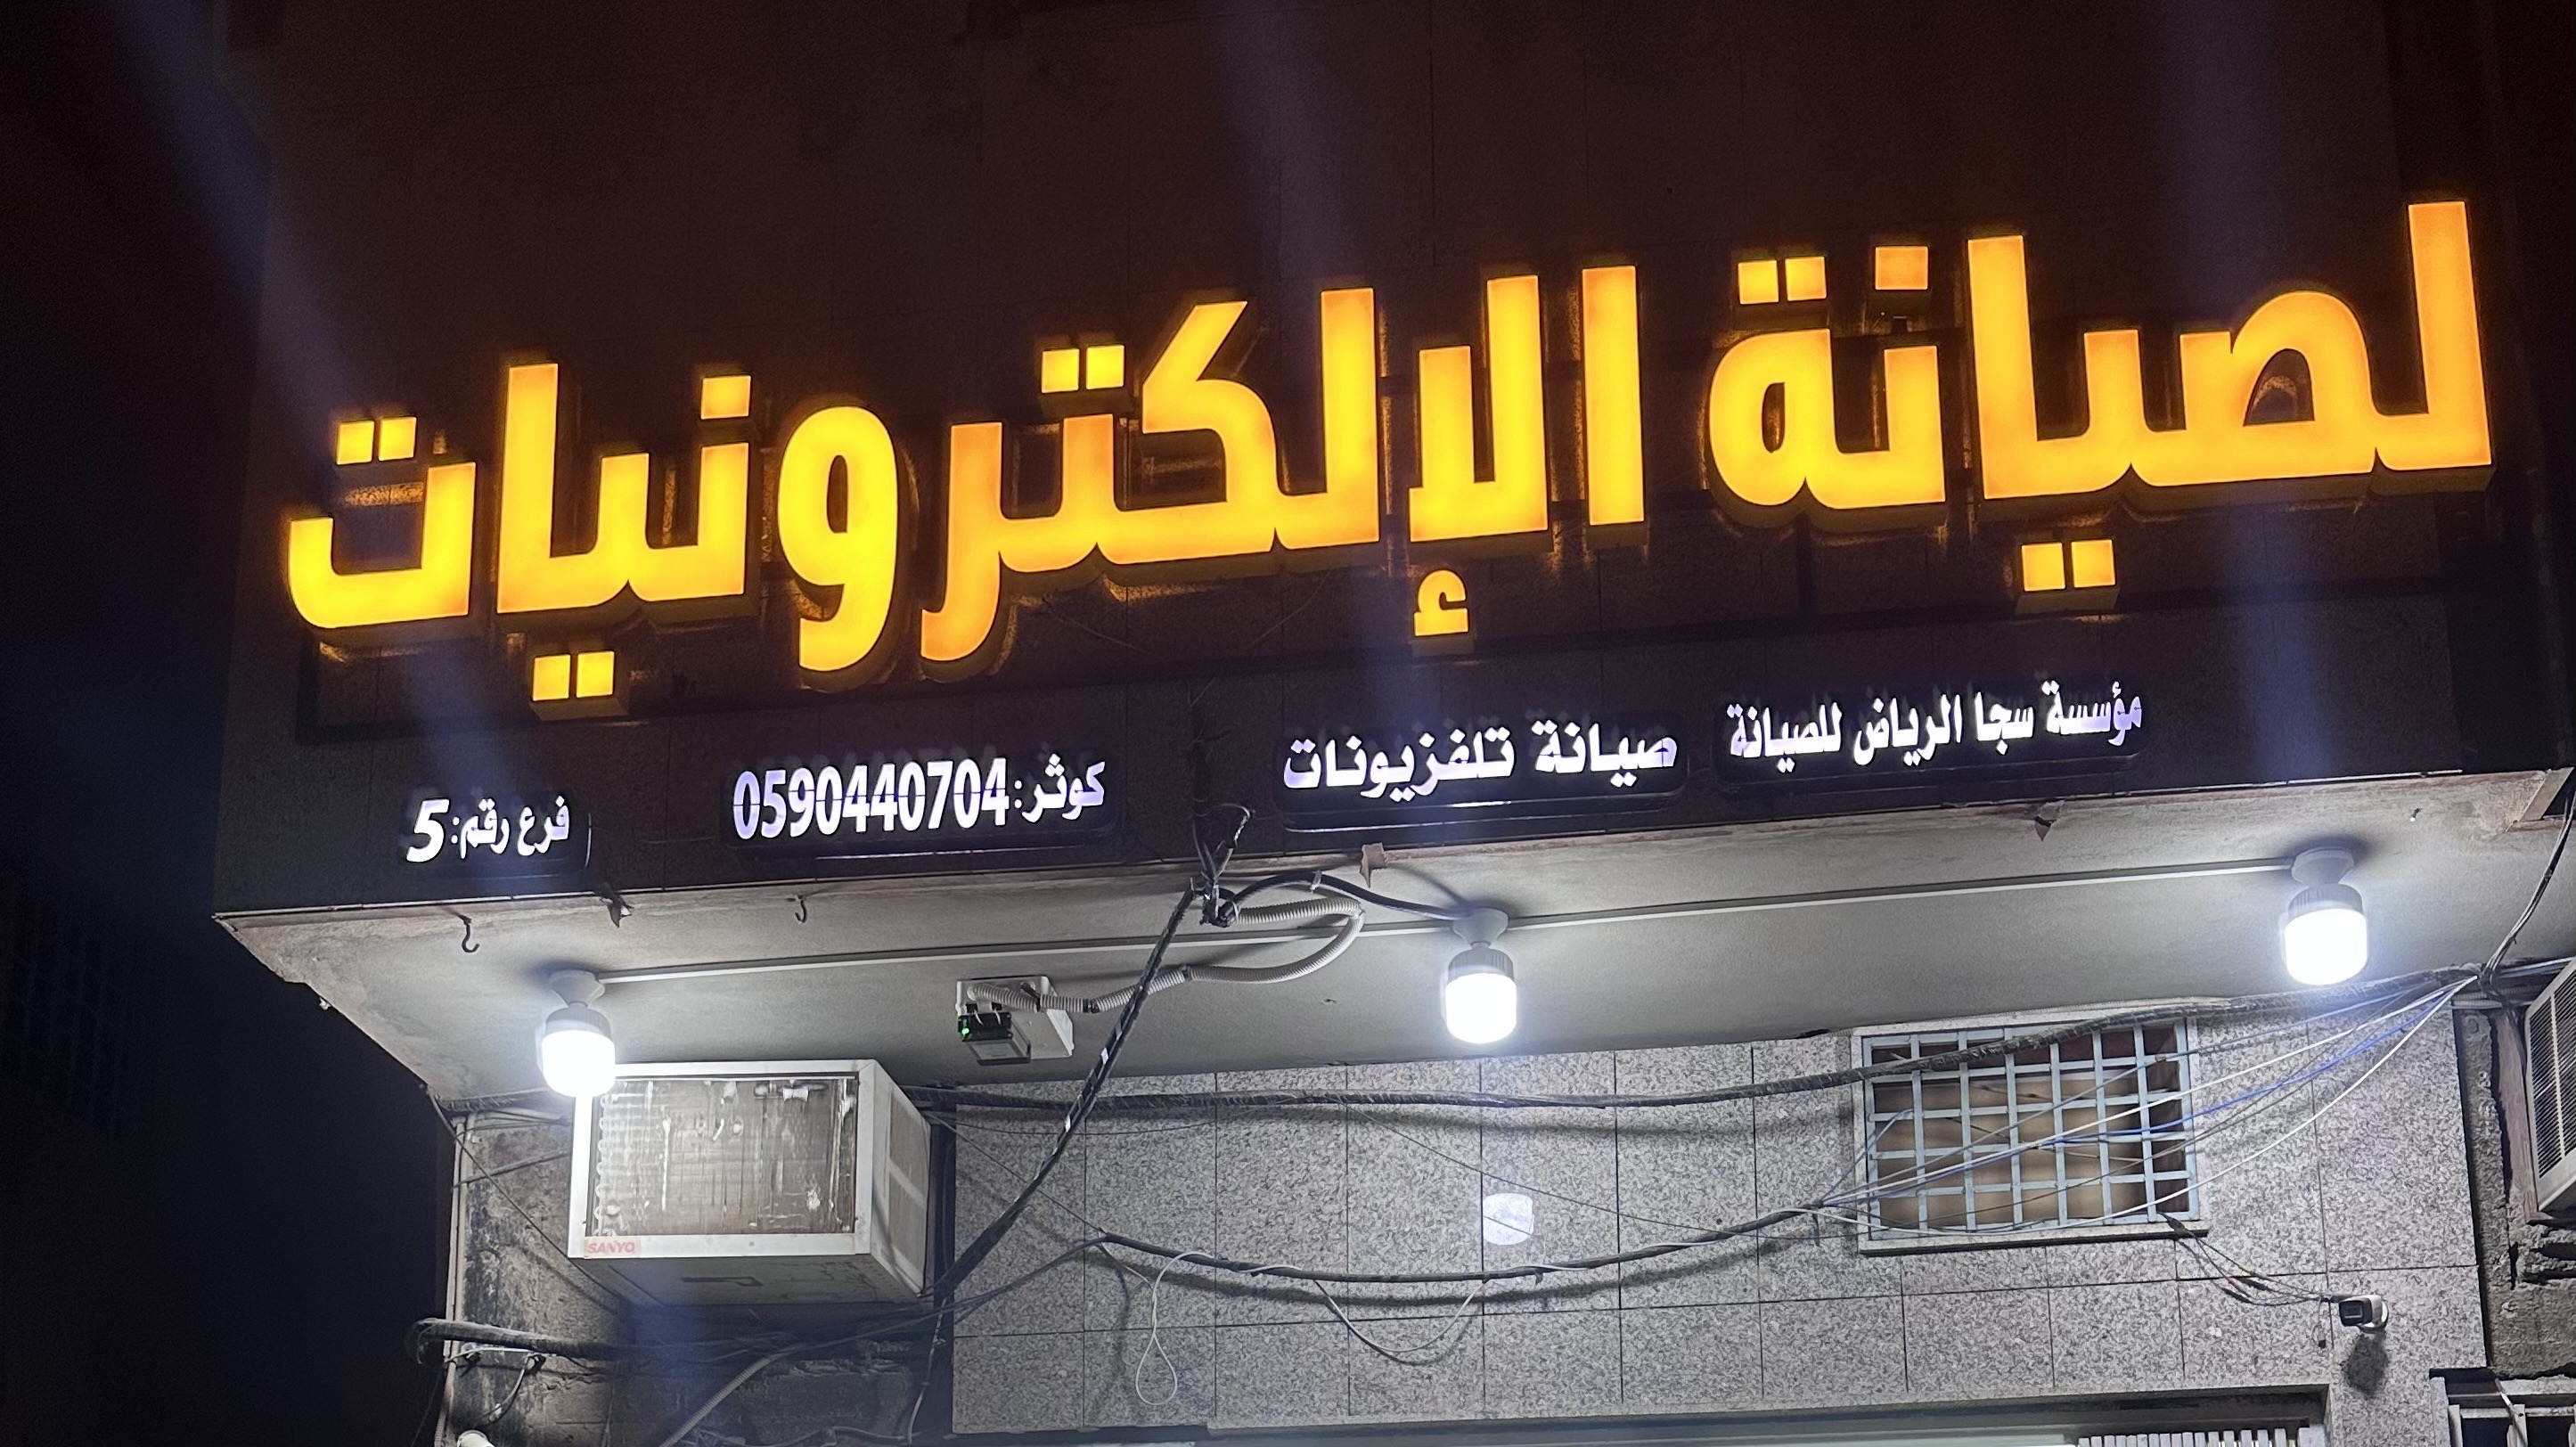 لصيانة الإلكترونيات
مؤسسة سجا الرياض للصيانة
صيانة تلفزيونات
كوثر: 0590440704
فرع رقم: 5
SANYO